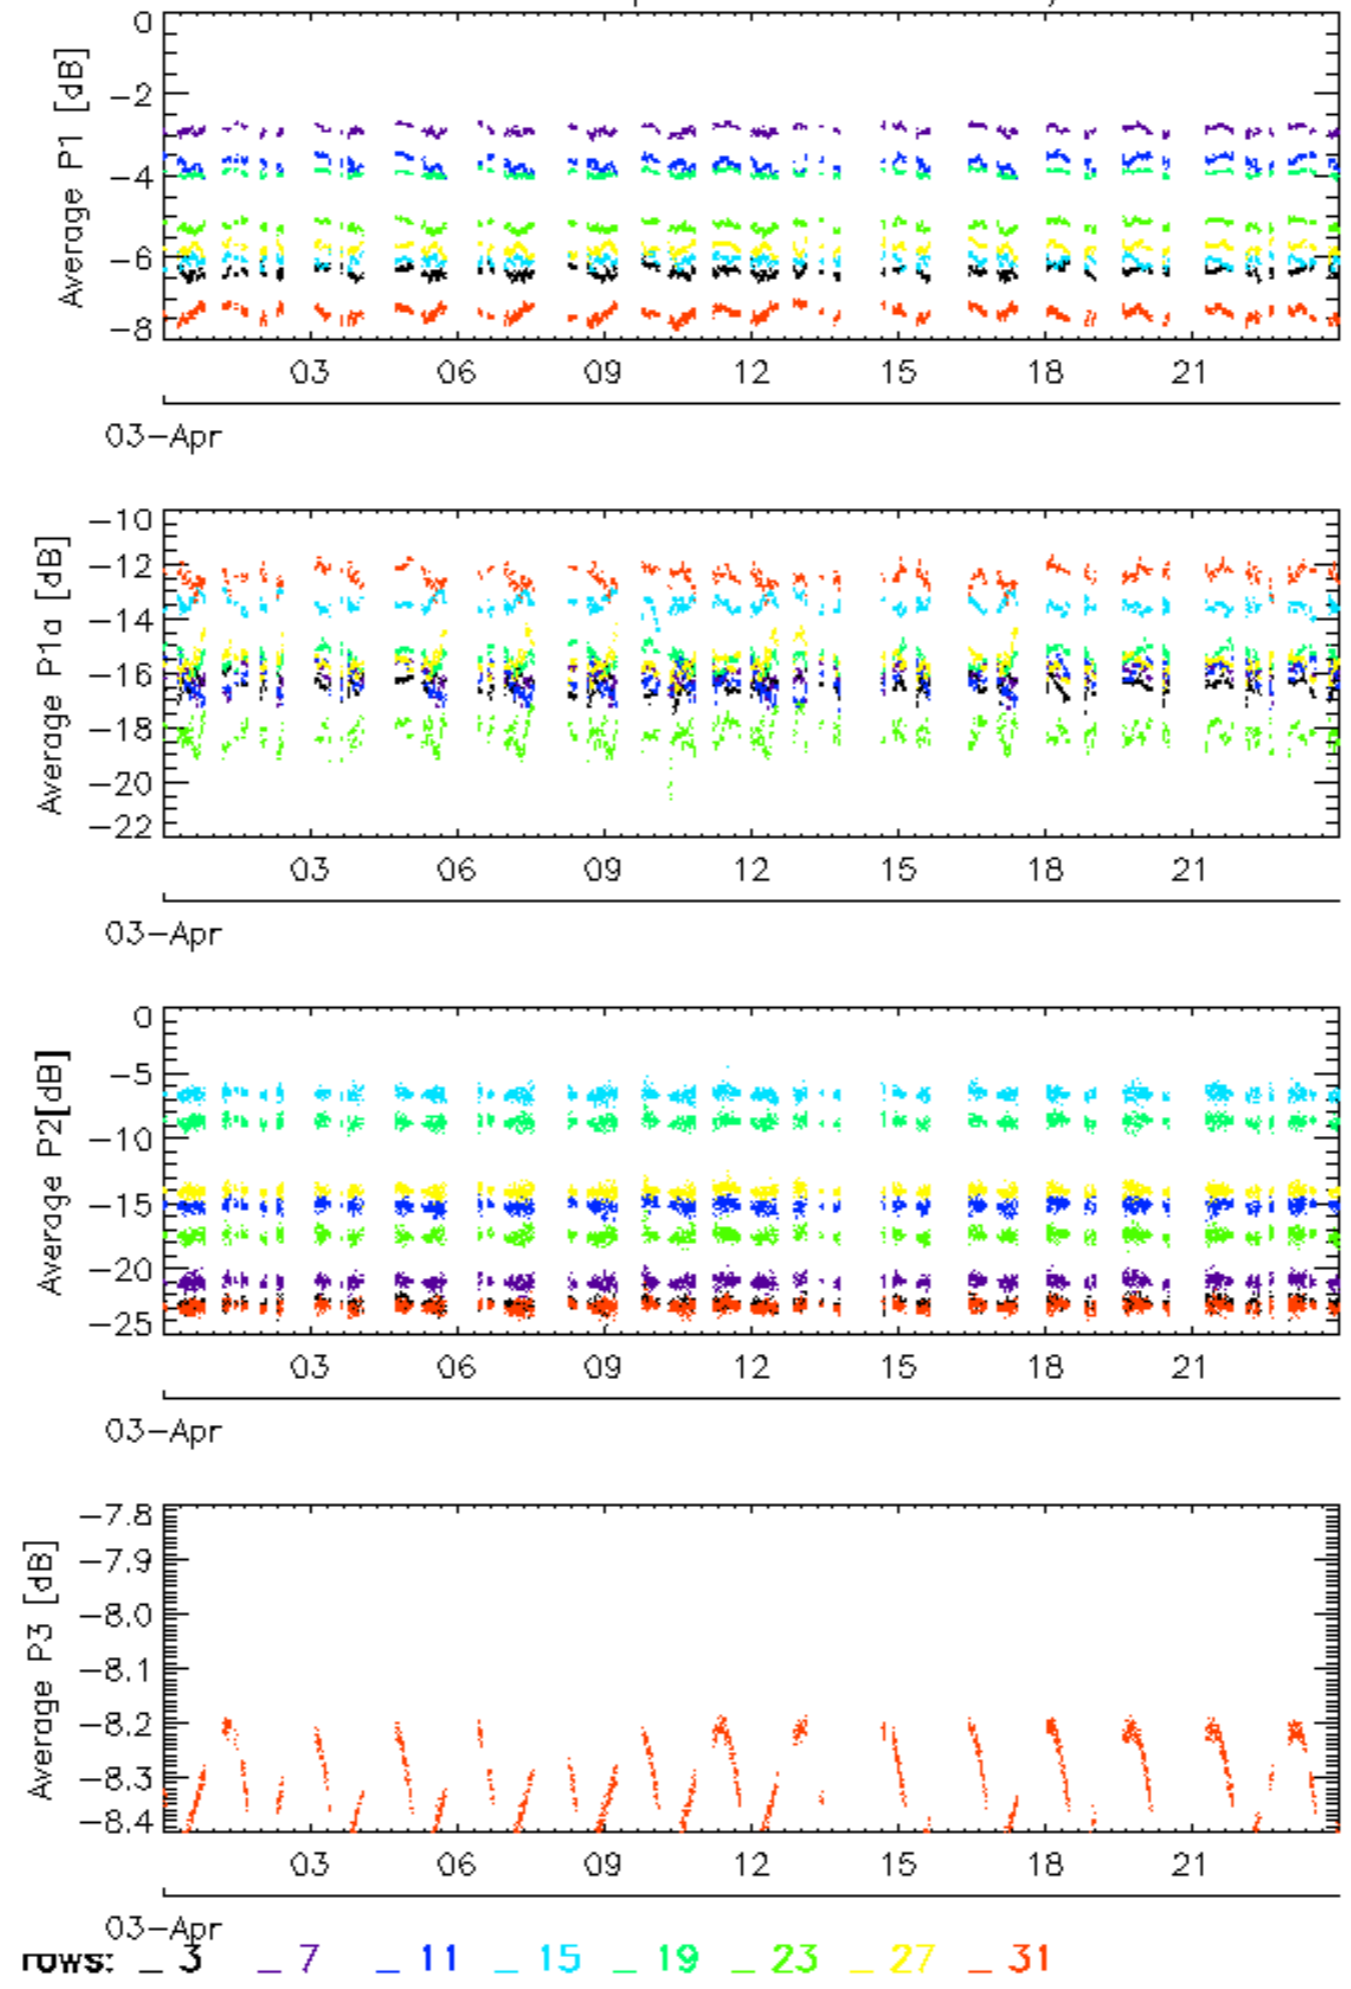 Average P1 [dB]
0
−2
−4
−6
−8
03 06 09 12 15 18 21
03−Apr
Average P1a [dB]
−10
−12
−14
−16
−18
−20
−22
03 06 09 12 15 18 21
03−Apr
Average P2[dB]
0
−5
−10
−15
−20
−25
03 06 09 12 15 18 21
03−Apr
Average P3 [dB]
−7.8
−7.9
−8.0
−8.1
−8.2
−8.3
−8.4
03 06 09 12 15 18 21
03−Apr
rows: _ 3 _ 7 _ 11 _ 15 _ 19 _ 23 _ 27 _ 31